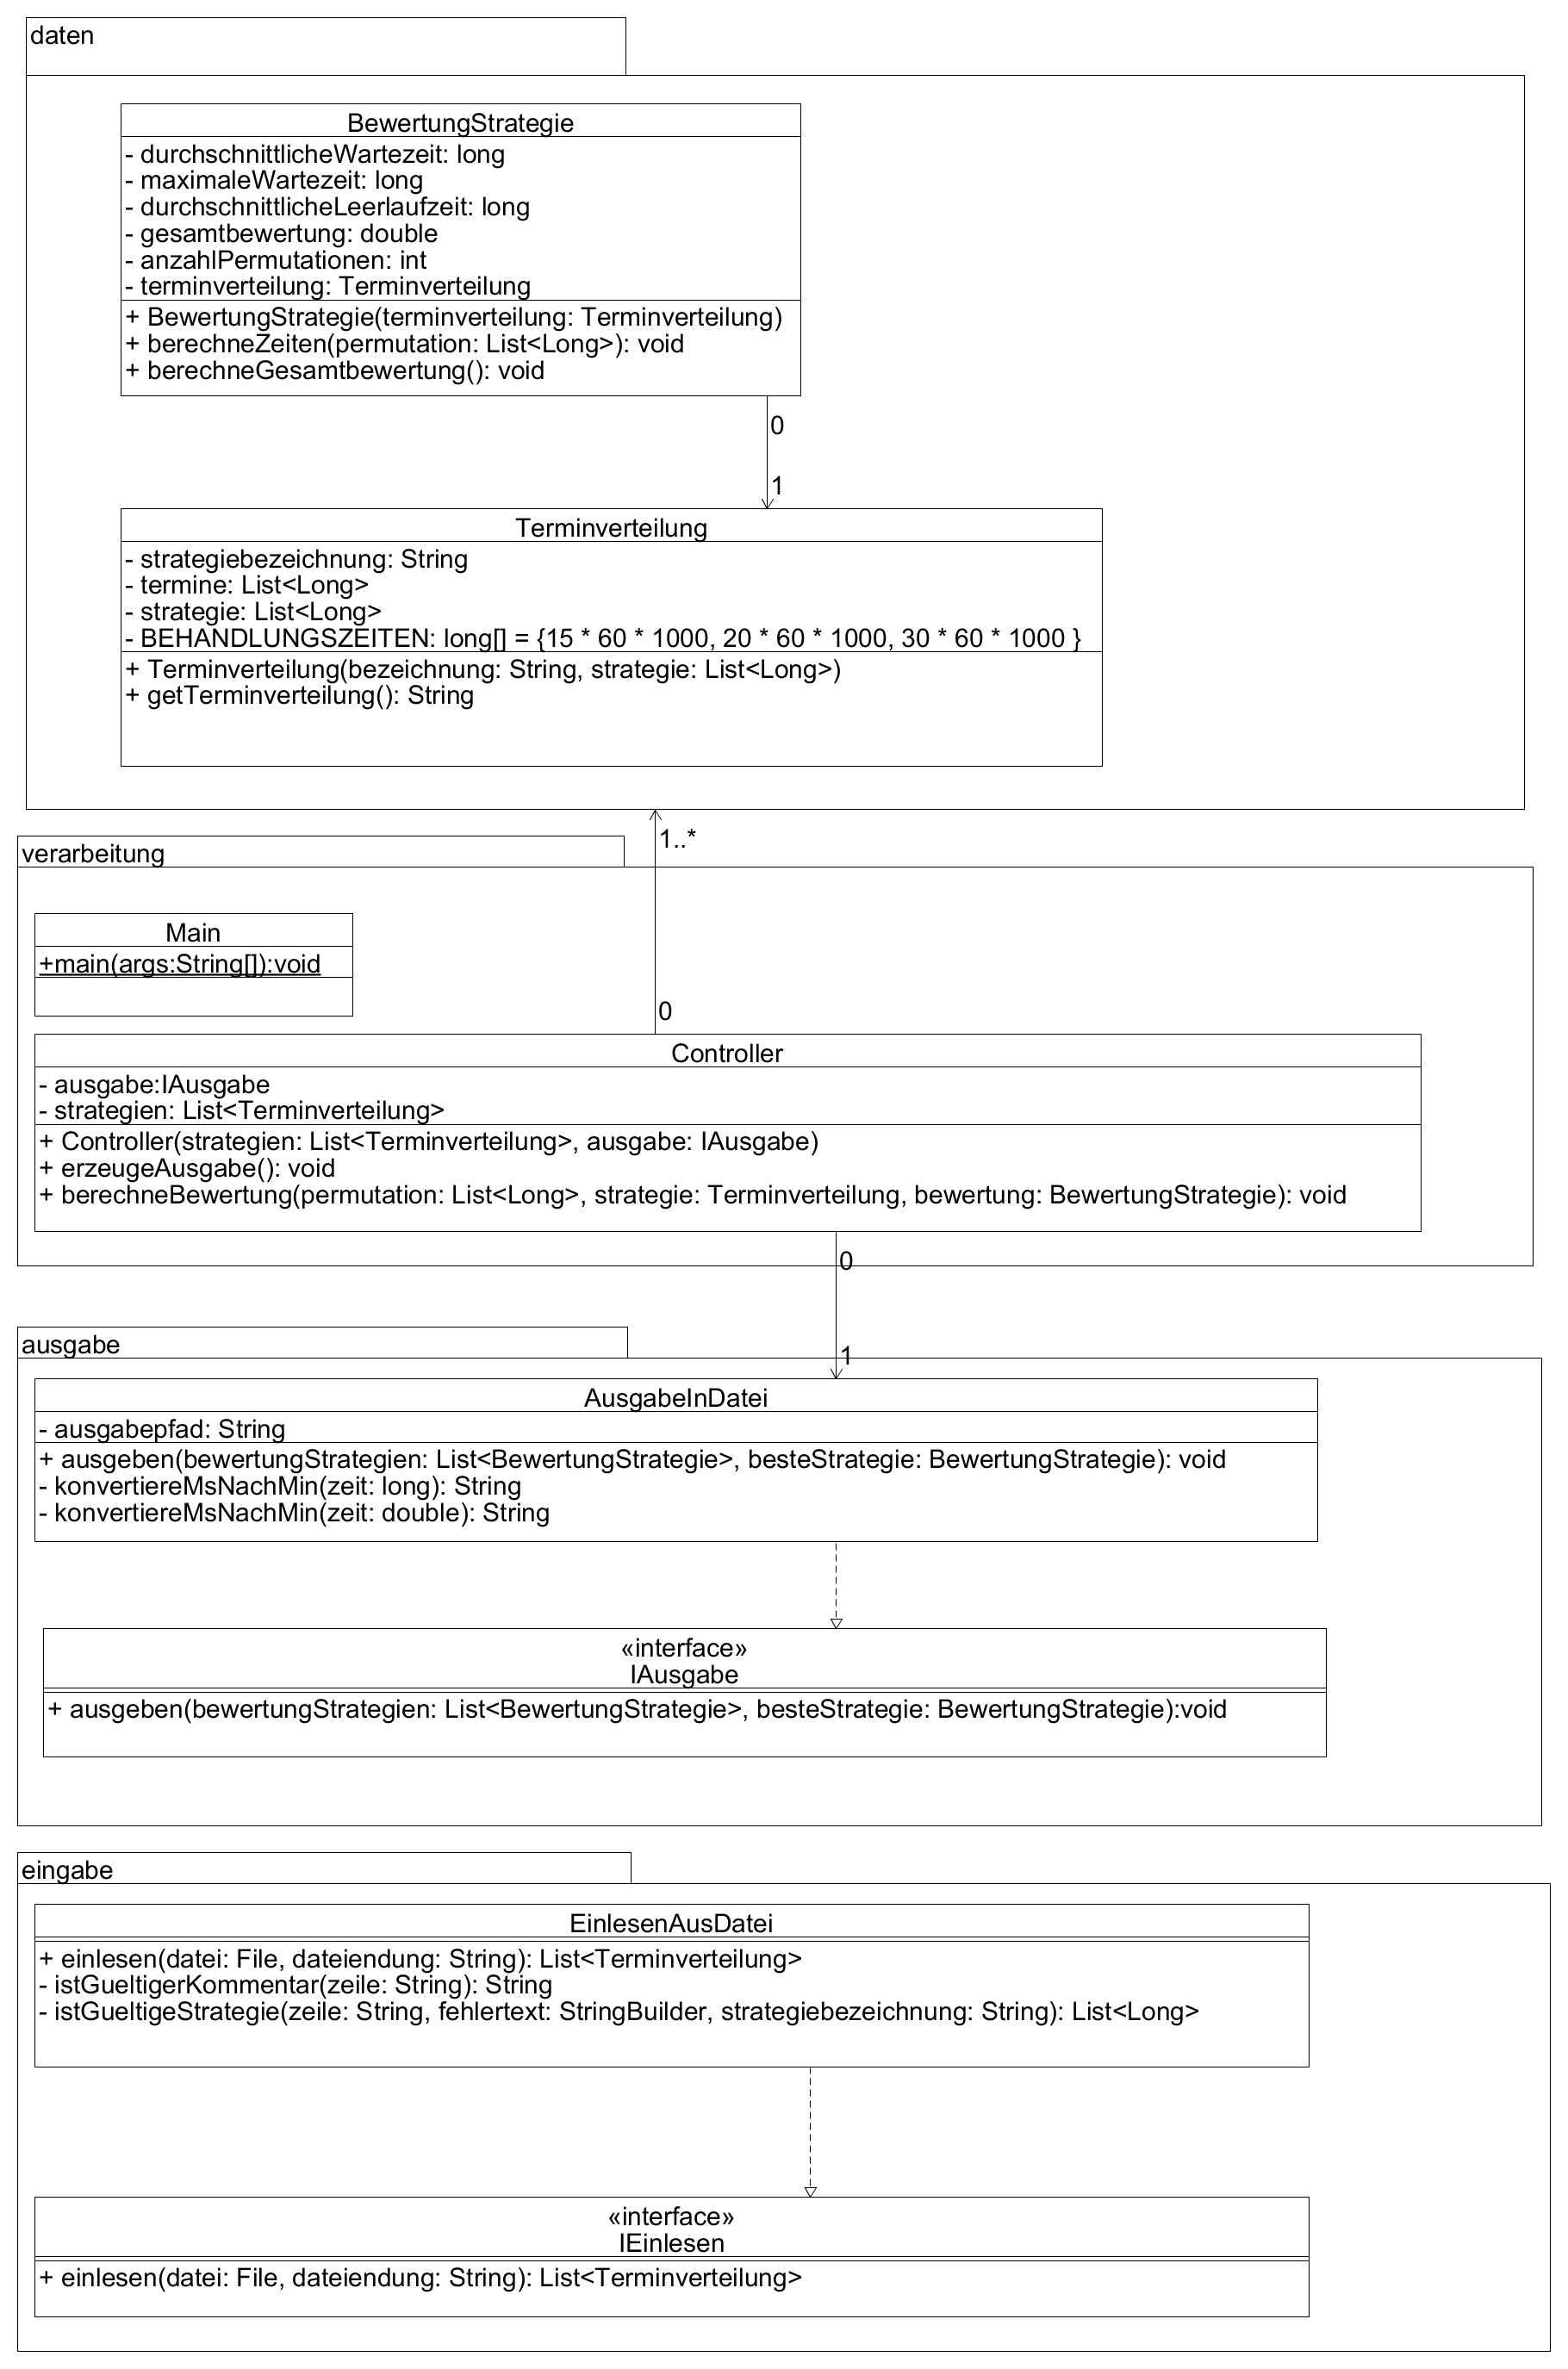 daten
BewertungStrategie
- durchschnittlicheWartezeit: long
- maximaleWartezeit: long
- durchschnittlicheLeerlaufzeit: long
- gesamtbewertung: double
- anzahlPermutationen: int
- terminverteilung: Terminverteilung
+ BewertungStrategie(terminverteilung: Terminverteilung)
+ berechneZeiten(permutation: List<Long>): void
+ berechneGesamtbewertung(): void
0
1
Terminverteilung
- strategiebezeichnung: String
- termine: List<Long>
- strategie: List<Long>
- BEHANDLUNGSZEITEN: long[] = {15 * 60 * 1000, 20 * 60 * 1000, 30 * 60 * 1000 }
+ Terminverteilung(bezeichnung: String, strategie: List<Long>)
+ getTerminverteilung(): String
1..*
verarbeitung
Main
+main(args:String[]):void
0
Controller
- ausgabe:IAusgabe
- strategien: List<Terminverteilung>
+ Controller(strategien: List<Terminverteilung>, ausgabe: IAusgabe)
+ erzeugeAusgabe(): void
+ berechneBewertung(permutation: List<Long>, strategie: Terminverteilung, bewertung: BewertungStrategie): void
0
ausgabe
1
AusgabeInDatei
- ausgabepfad: String
+ ausgeben(bewertungStrategien: List<BewertungStrategie>, besteStrategie: BewertungStrategie): void
- konvertiereMsNachMin(zeit: long): String
- konvertiereMsNachMin(zeit: double): String
«interface»
IAusgabe
+ ausgeben(bewertungStrategien: List<BewertungStrategie>, besteStrategie: BewertungStrategie):void
eingabe
EinlesenAusDatei
+ einlesen(datei: File, dateiendung: String): List<Terminverteilung>
- istGueltigerKommentar(zeile: String): String
- istGueltigeStrategie(zeile: String, fehlertext: StringBuilder, strategiebezeichnung: String): List<Long>
«interface»
IEinlesen
+ einlesen(datei: File, dateiendung: String): List<Terminverteilung>